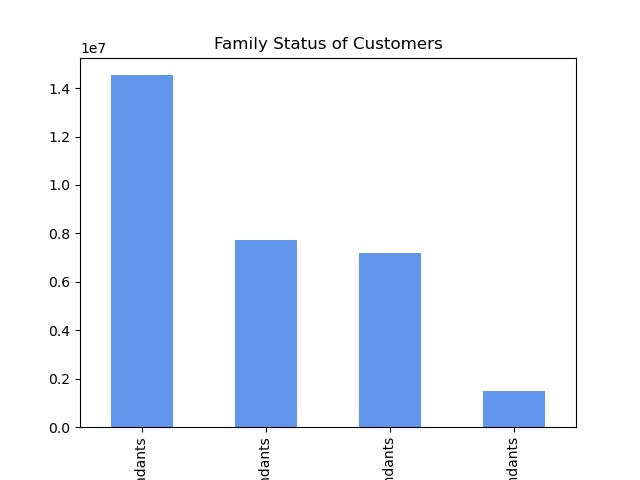 Family Status of Customers
1e7
1.4
1.2
1.0
0.8
0.6
0.4
0.2
0.0
ndants
ndants
ndants
ndants